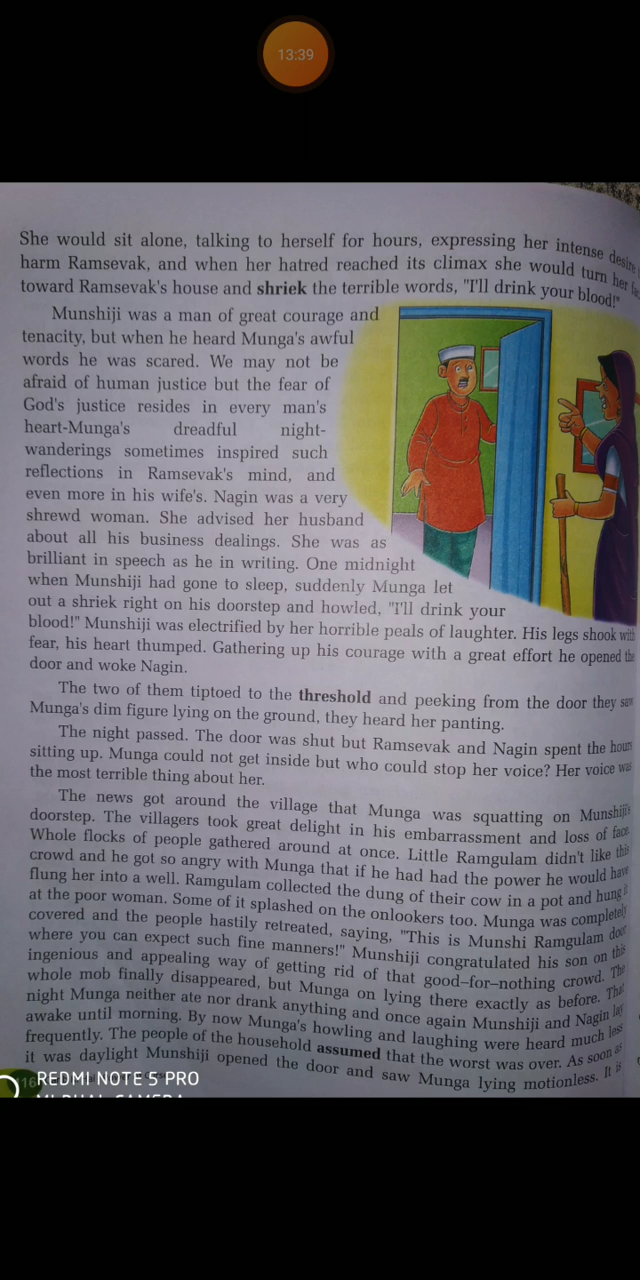 13:39
She would sit alone, talking to herself for hours, expressing her intense desire
harm Ramsevak, and when her hatred reached its climax she would turn her
toward Ramsevak's house and shriek the terrible words, "I'll drink your blood!"
Munshiji was a man of great courage and
tenacity, but when he heard Munga's awful
words he was scared. We may not be
afraid of human justice but the fear of
God's justice resides in every man's
heart-Munga's dreadful night-
wanderings sometimes inspired such
reflections in Ramsevak's mind, and
even more in his wife's. Nagin was a very
shrewd woman. She advised her husband
about all his business dealings. She was as
brilliant in speech as he in writing. One midnight
when Munshiji had gone to sleep, suddenly Munga let
out a shriek right on his doorstep and howled, "I'll drink your
blood!" Munshiji was electrified by her horrible peals of laughter. His legs shook with
fear, his heart thumped. Gathering up his courage with a great effort he opened the
door and woke Nagin.
The two of them tiptoed to the threshold and peeking from the door they saw
Munga's dim figure lying on the ground, they heard her panting.
The night passed. The door was shut but Ramsevak and Nagin spent the hours
sitting up. Munga could not get inside but who could stop her voice? Her voice was
the most terrible thing about her.
The news got around the village that Munga was squatting on Munshiji's
doorstep. The villagers took great delight in his embarrassment and loss of face.
Whole flocks of people gathered around at once. Little Ramgulam didn't like this
crowd and he got so angry with Munga that if he had had the power he would have
flung her into a well. Ramgulam collected the dung of their cow in a pot and hung it
at the poor woman. Some of it splashed on the onlookers too. Munga was completely
covered and the people hastily retreated, saying, "This is Munshi Ramgulam door
where you can expect such fine manners!" Munshiji congratulated his son on this
ingenious and appealing way of getting rid of that good–for–nothing crowd. The
whole mob finally disappeared, but Munga on lying there exactly as before. That
night Munga neither ate nor drank anything and once again Munshiji and Nagin lay
awake until morning. By now Munga's howling and laughing were heard much less
frequently. The people of the household assumed that the worst was over. As soon as
it was daylight Munshiji opened the door and saw Munga lying motionless. It is
16
REDMI NOTE 5 PRO